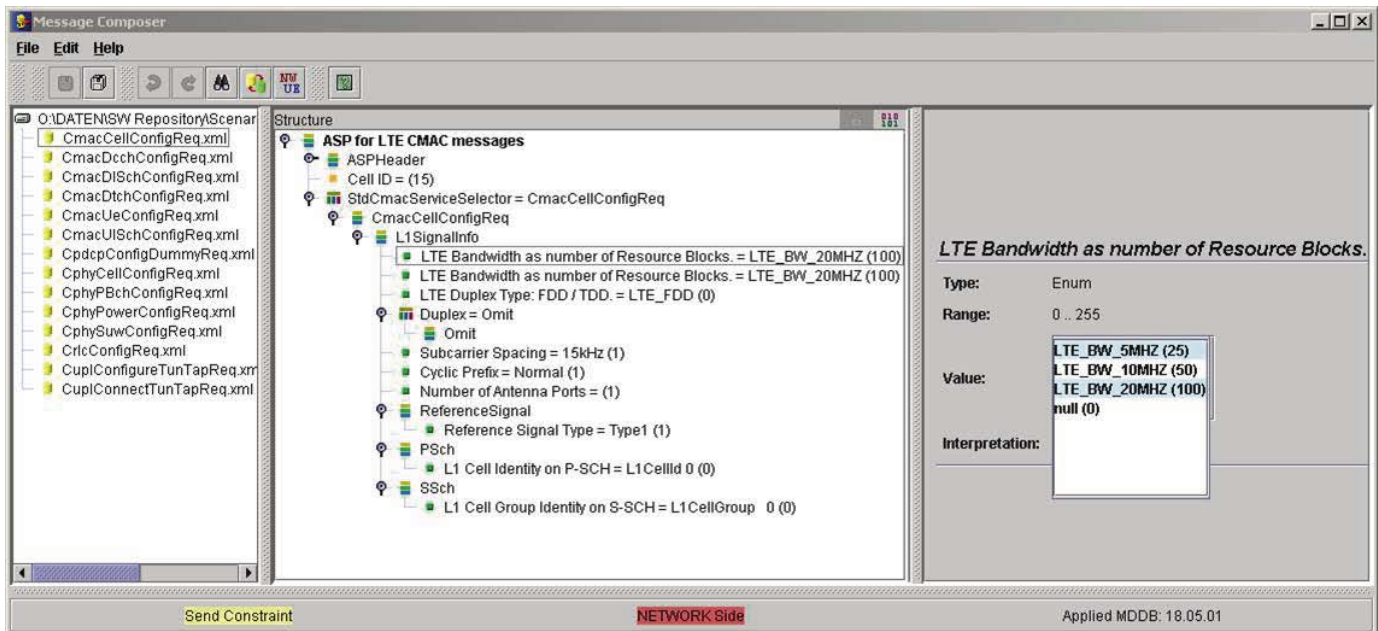 Message Composer
File Edit Help
NW
UE
O:\DATEN\SW Repository\Scenar
CmacCellConfigReq.xml
CmacDcchConfigReq.xml
CmacDlSchConfigReq.xml
CmacDtchConfigReq.xml
CmacUeConfigReq.xml
CmacUlSchConfigReq.xml
CpdcpConfigDummyReq.xml
CphyCellConfigReq.xml
CphyPBchConfigReq.xml
CphyPowerConfigReq.xml
CphySuwConfigReq.xml
CrlcConfigReq.xml
CuplConfigureTunTapReq.xm
CuplConnectTunTapReq.xml
Structure
010
101
ASP for LTE CMAC messages
ASPHeader
Cell ID = (15)
StdCmacServiceSelector = CmacCellConfigReq
CmacCellConfigReq
L1SignalInfo
LTE Bandwidth as number of Resource Blocks. = LTE_BW_20MHZ (100)
LTE Bandwidth as number of Resource Blocks. = LTE_BW_20MHZ (100)
LTE Duplex Type: FDD / TDD. = LTE_FDD (0)
Duplex = Omit
Omit
Subcarrier Spacing = 15kHz (1)
Cyclic Prefix = Normal (1)
Number of Antenna Ports = (1)
ReferenceSignal
Reference Signal Type = Type1 (1)
PSch
L1 Cell Identity on P-SCH = L1CellId 0 (0)
SSch
L1 Cell Group Identity on S-SCH = L1CellGroup 0 (0)
LTE Bandwidth as number of Resource Blocks.
Type: Enum
Range: 0 .. 255
Value:
LTE_BW_5MHZ (25)
LTE_BW_10MHZ (50)
LTE_BW_20MHZ (100)
null (0)
Interpretation:
Send Constraint
NETWORK Side
Applied MDDB: 18.05.01